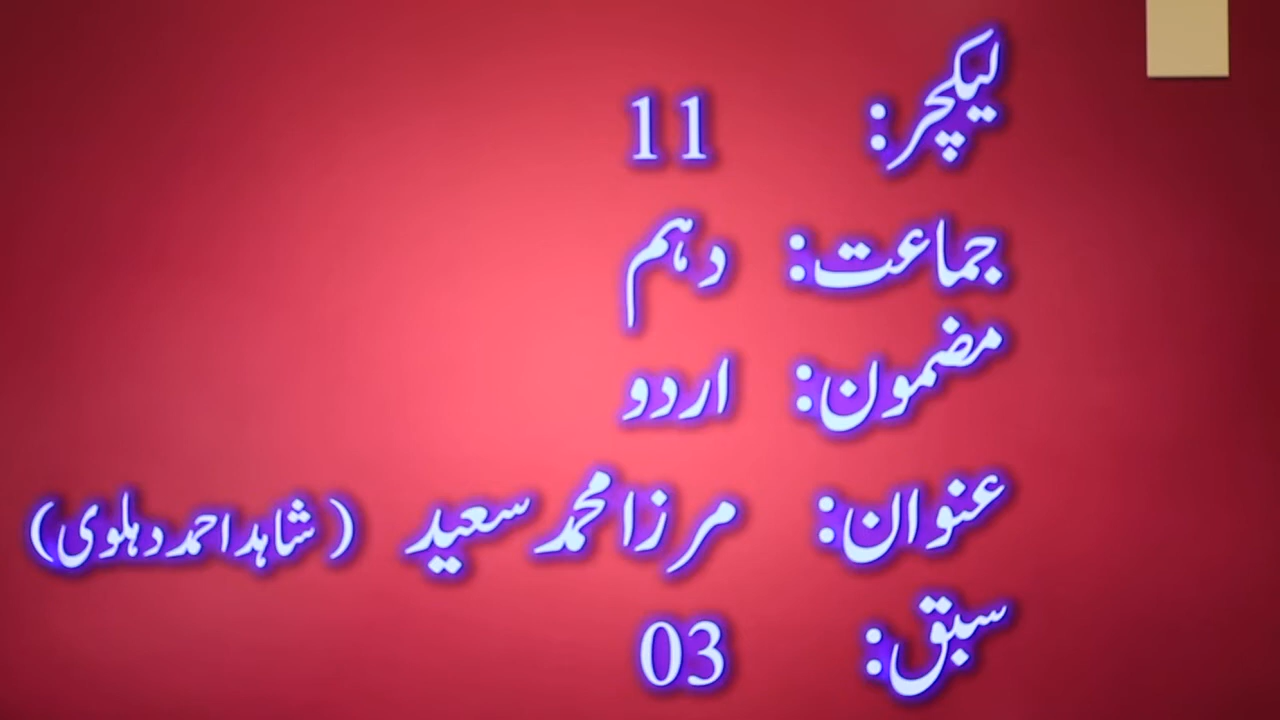 لیکچر: 11
جماعت: دہم
مضمون: اردو
عنوان: مرزا محمد سعید (شاہد احمد دہلوی)
سبق: 03